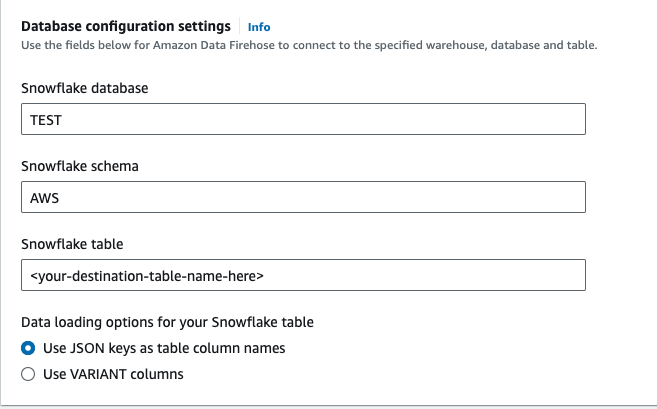 Database configuration settings Info
Use the fields below for Amazon Data Firehose to connect to the specified warehouse, database and table.
Snowflake database
TEST
Snowflake schema
AWS
Snowflake table
<your-destination-table-name-here>
Data loading options for your Snowflake table
Use JSON keys as table column names
Use VARIANT columns